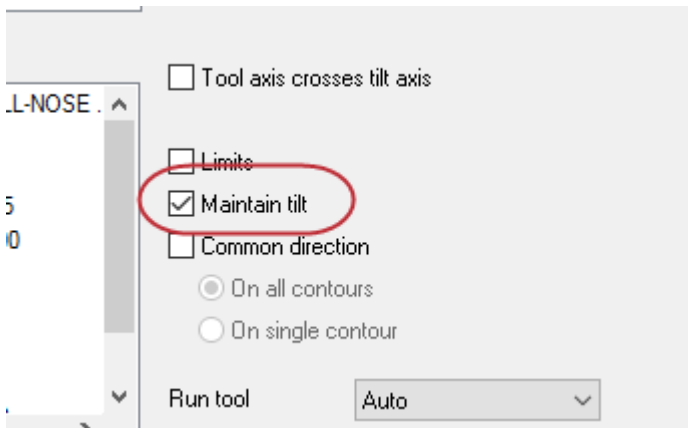 Tool axis crosses tilt axis
LL-NOSE .
Limits
5
Maintain tilt
00
Common direction
On all contours
On single contour
Run tool
Auto